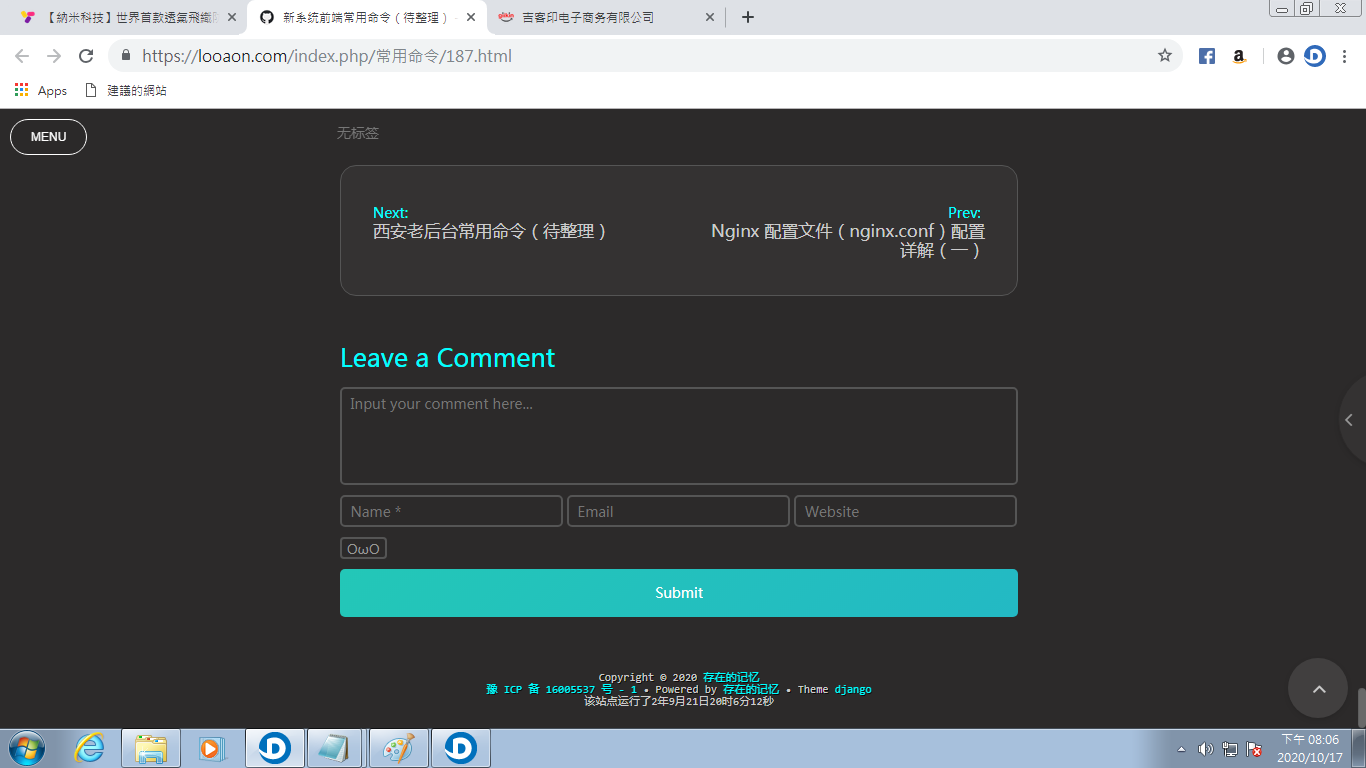 【納米科技】世界首款透氣飛織
新系统前端常用命令（待整理）
吉客印电子商务有限公司
https://looaon.com/index.php/常用命令/187.html
Apps
建議的網站
MENU
无标签
Next:
西安老后台常用命令（待整理）
Prev:
Nginx 配置文件（nginx.conf）配置
详解（一）
Leave a Comment
Input your comment here...
Name *
Email
Website
OωO
Submit
Copyright © 2020 存在的记忆
豫 ICP 备 16005537 号 - 1 • Powered by 存在的记忆 • Theme django
该站点运行了2年9月21日20时6分12秒
下午 08:06
2020/10/17